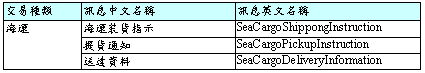 交易種類 訊息中文名稱 訊息英文名稱
海運 海運裝貨指示 SeaCargoShippongInstruction
提貨通知 SeaCargoPickupInstruction
送達資料 SeaCargoDeliveryInformation